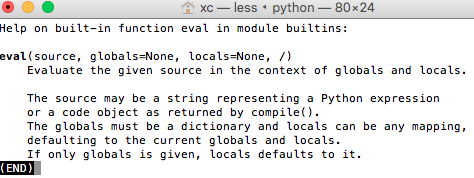 xc — less • python — 80×24
Help on built-in function eval in module builtins:
eval(source, globals=None, locals=None, /)
Evaluate the given source in the context of globals and locals.
The source may be a string representing a Python expression
or a code object as returned by compile().
The globals must be a dictionary and locals can be any mapping,
defaulting to the current globals and locals.
If only globals is given, locals defaults to it.
(END)